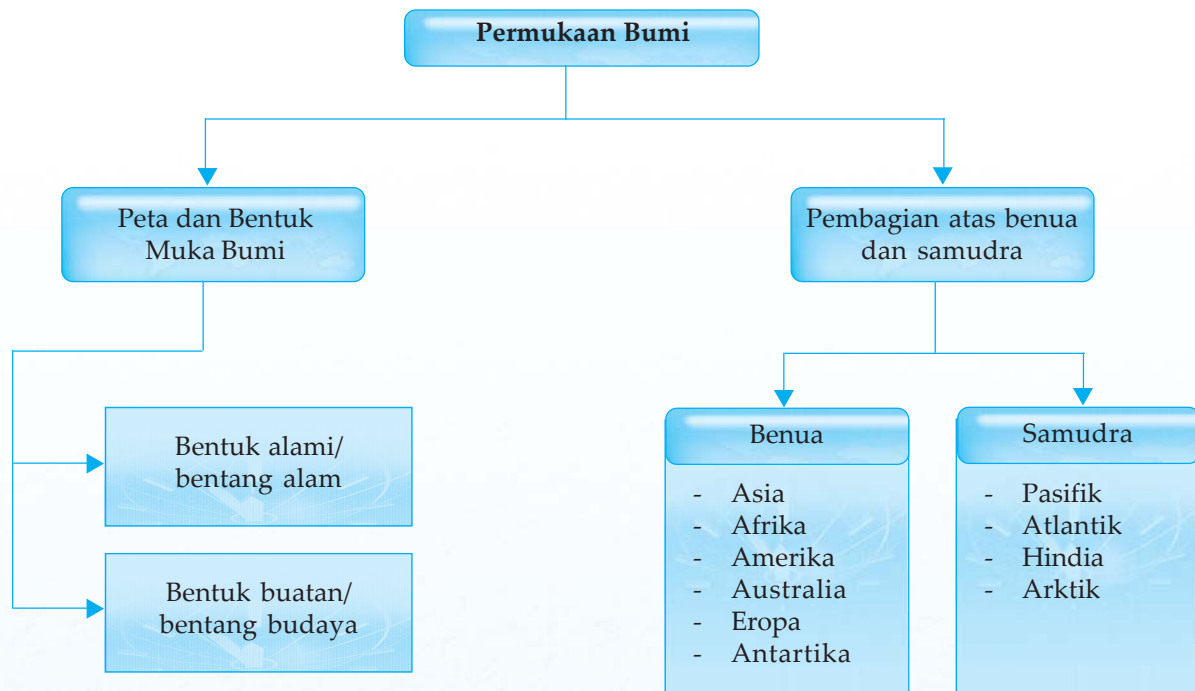 Permukaan Bumi
Peta dan Bentuk
Muka Bumi
Pembagian atas benua
dan samudra
Bentuk alami/
bentang alam
Bentuk buatan/
bentang budaya
Benua
- Asia
- Afrika
- Amerika
- Australia
- Eropa
- Antartika
Samudra
- Pasifik
- Atlantik
- Hindia
- Arktik